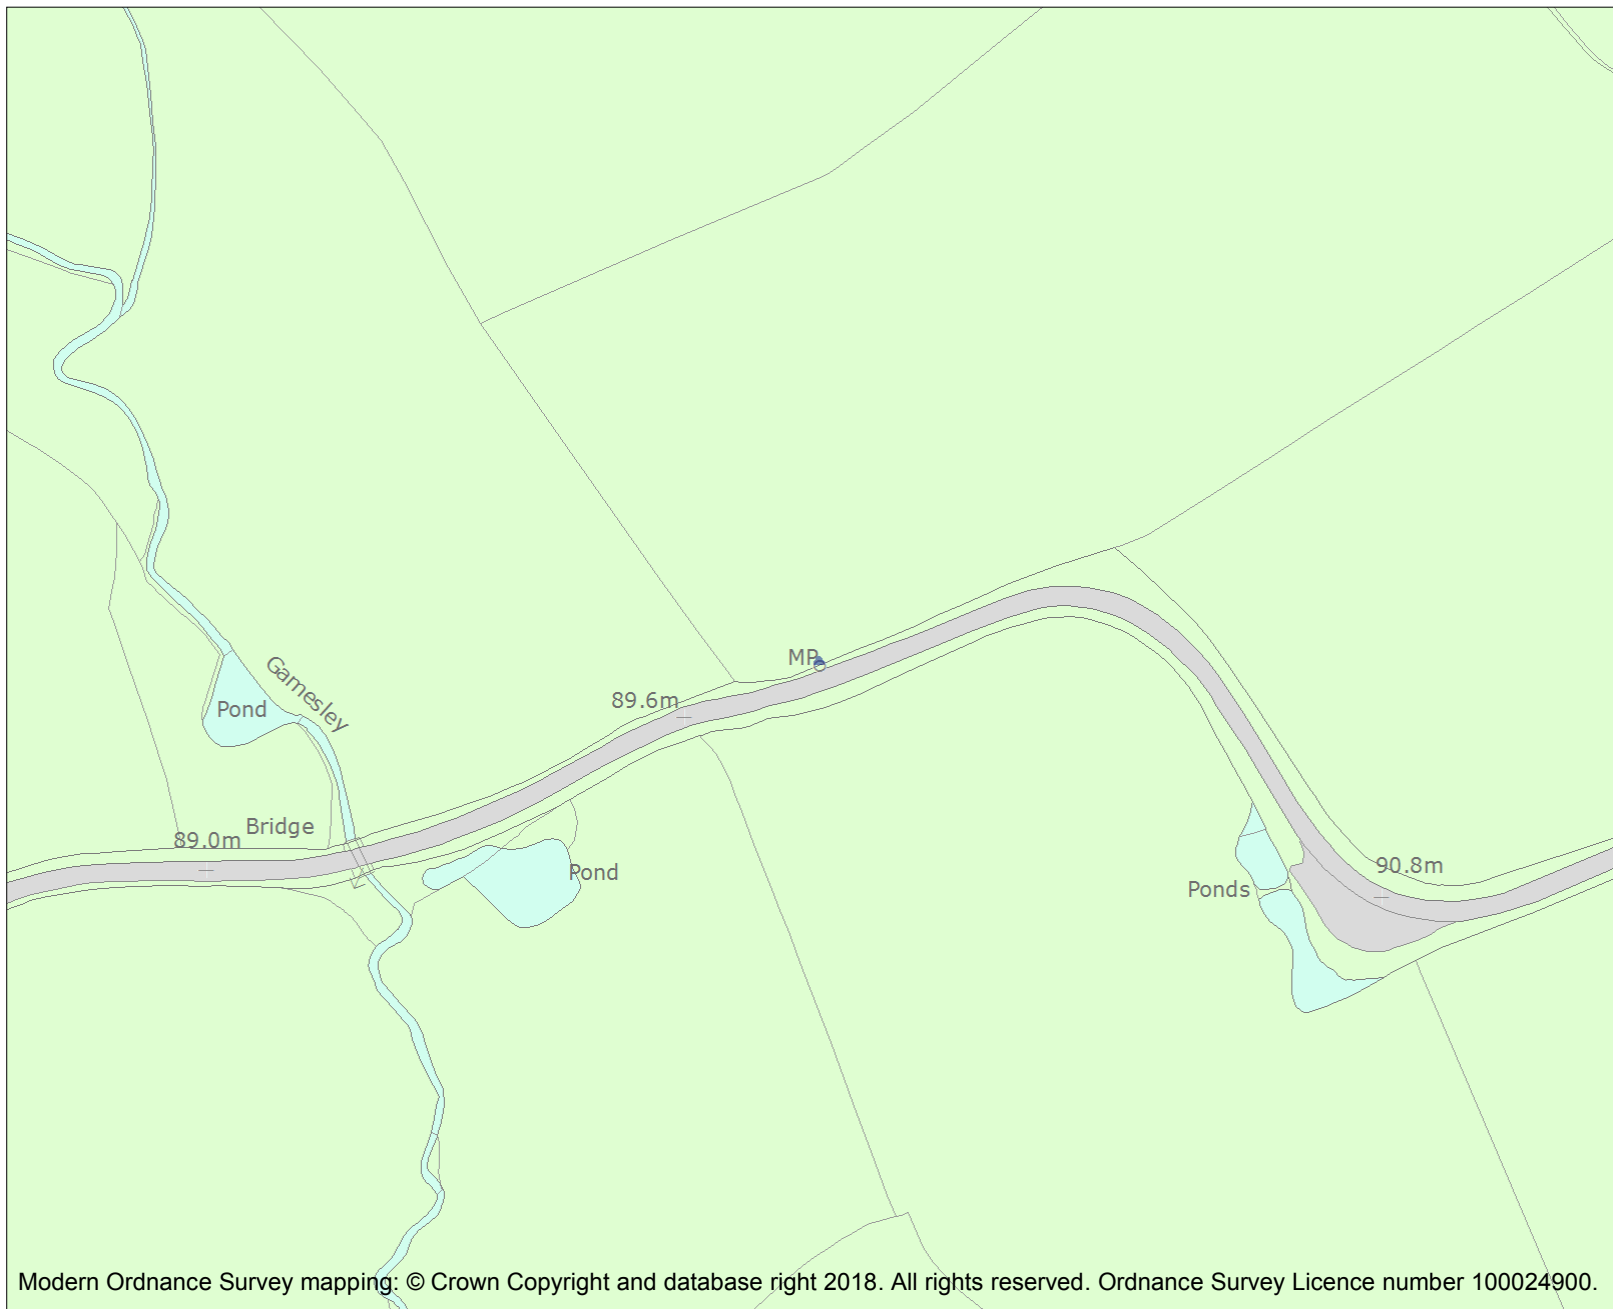 MP
89.6m
Gamesley
Pond
Bridge
89.0m
Pond
90.8m
Ponds
Modern Ordnance Survey mapping: © Crown Copyright and database right 2018. All rights reserved. Ordnance Survey Licence number 100024900.